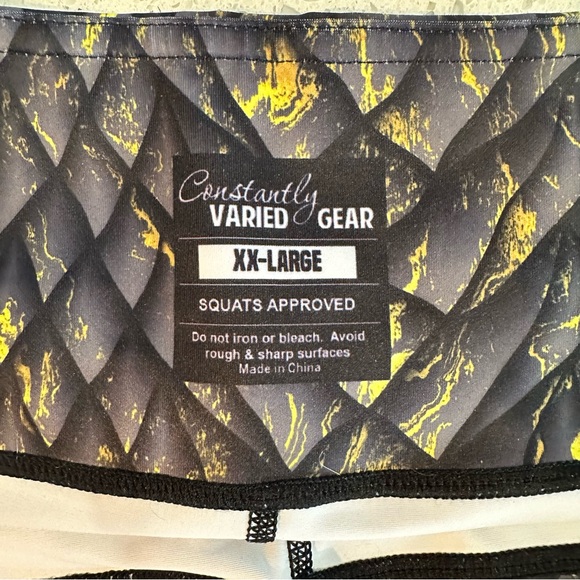 Constantly
VARIED GEAR
XX-LARGE
SQUATS APPROVED
Do not iron or bleach. Avoid
rough & sharp surfaces
Made in China